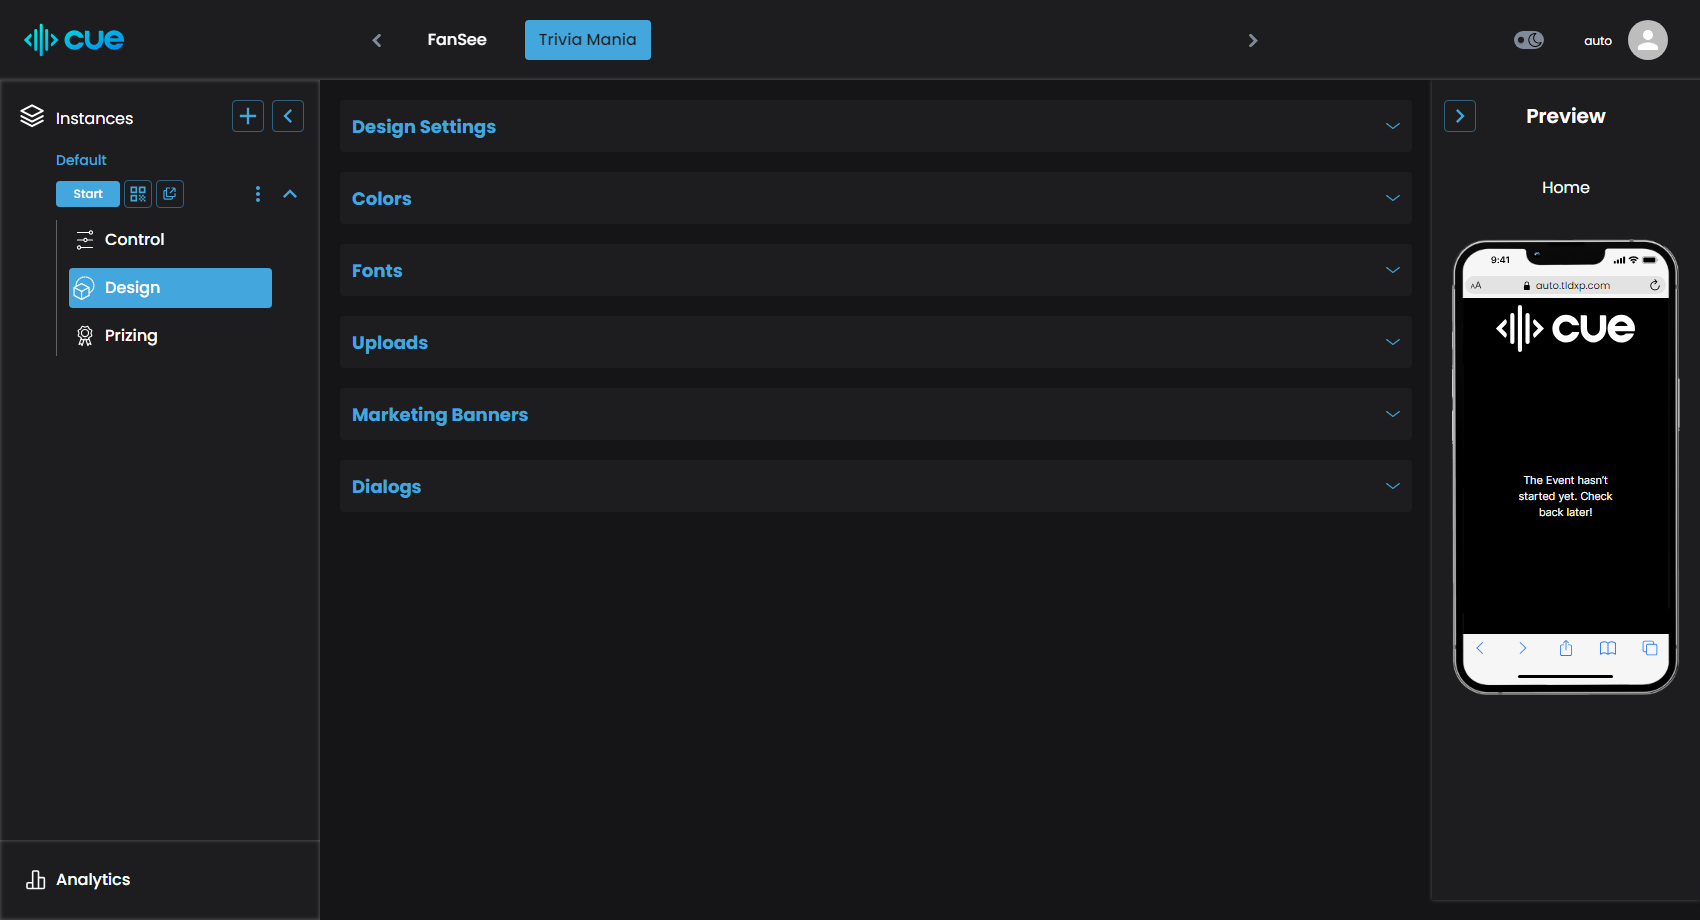 cue
FanSee
Trivia Mania
auto
Instances
Default
Start
Control
Design
Prizing
Analytics
Design Settings
Colors
Fonts
Uploads
Marketing Banners
Dialogs
Preview
Home
9:41
AA auto.tldxp.com
cue
The Event hasn't
started yet. Check
back later!